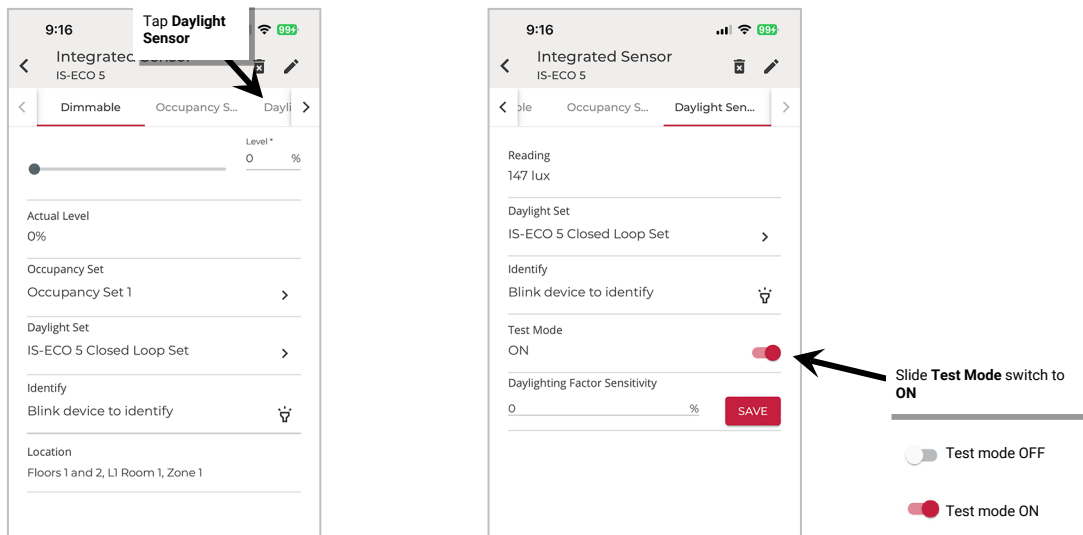 9:16
Tap Daylight
Sensor
99
Integrated Sensor
IS-ECO 5
Dimmable
Occupancy S...
Dayli
Level *
0 %
Actual Level
0%
Occupancy Set
Occupancy Set 1
Daylight Set
IS-ECO 5 Closed Loop Set
Identify
Blink device to identify
Location
Floors 1 and 2, L1 Room 1, Zone 1
9:16
99
Integrated Sensor
IS-ECO 5
ble
Occupancy S...
Daylight Sen...
Reading
147 lux
Daylight Set
IS-ECO 5 Closed Loop Set
Identify
Blink device to identify
Test Mode
ON
Daylighting Factor Sensitivity
0 %
SAVE
Slide Test Mode switch to
ON
Test mode OFF
Test mode ON